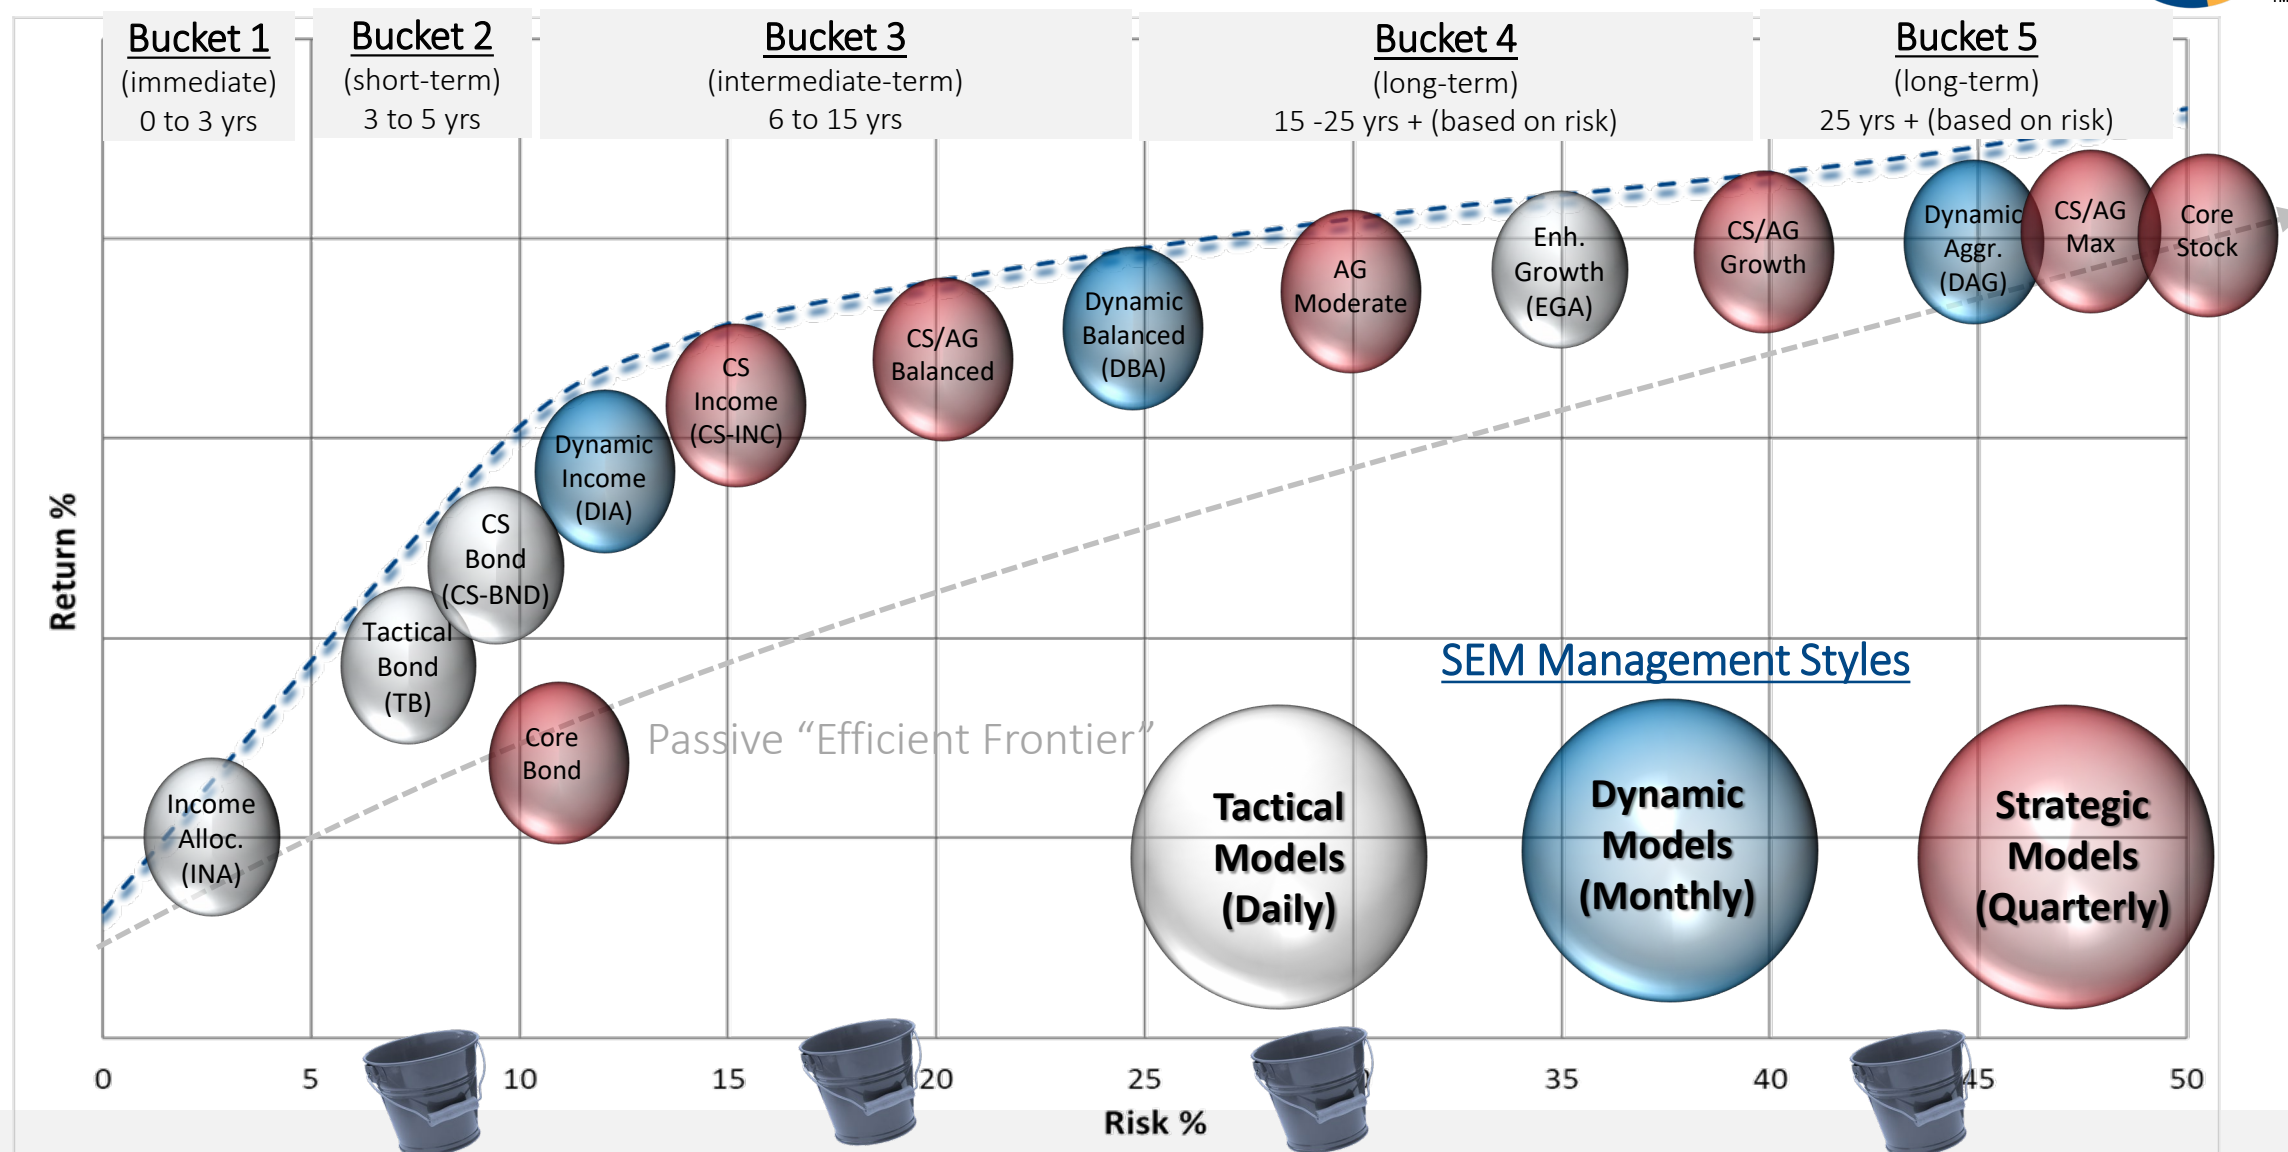 Bucket 1
(immediate)
0 to 3 yrs
Bucket 2
(short-term)
3 to 5 yrs
Bucket 3
(intermediate-term)
6 to 15 yrs
Bucket 4
(long-term)
15 -25 yrs + (based on risk)
Bucket 5
(long-term)
25 yrs + (based on risk)
Return %
Income
Alloc.
(INA)
Tactical
Bond
(TB)
CS
Bond
(CS-BND)
Core
Bond
Dynamic
Income
(DIA)
CS
Income
(CS-INC)
CS/AG
Balanced
Dynamic
Balanced
(DBA)
AG
Moderate
Enh.
Growth
(EGA)
CS/AG
Growth
Dynamic
Aggr.
(DAG)
CS/AG
Max
Core
Stock
Passive “Efficient Frontier”
SEM Management Styles
Tactical
Models
(Daily)
Dynamic
Models
(Monthly)
Strategic
Models
(Quarterly)
0 5 10 15 20 25 35 40 45 50
Risk %